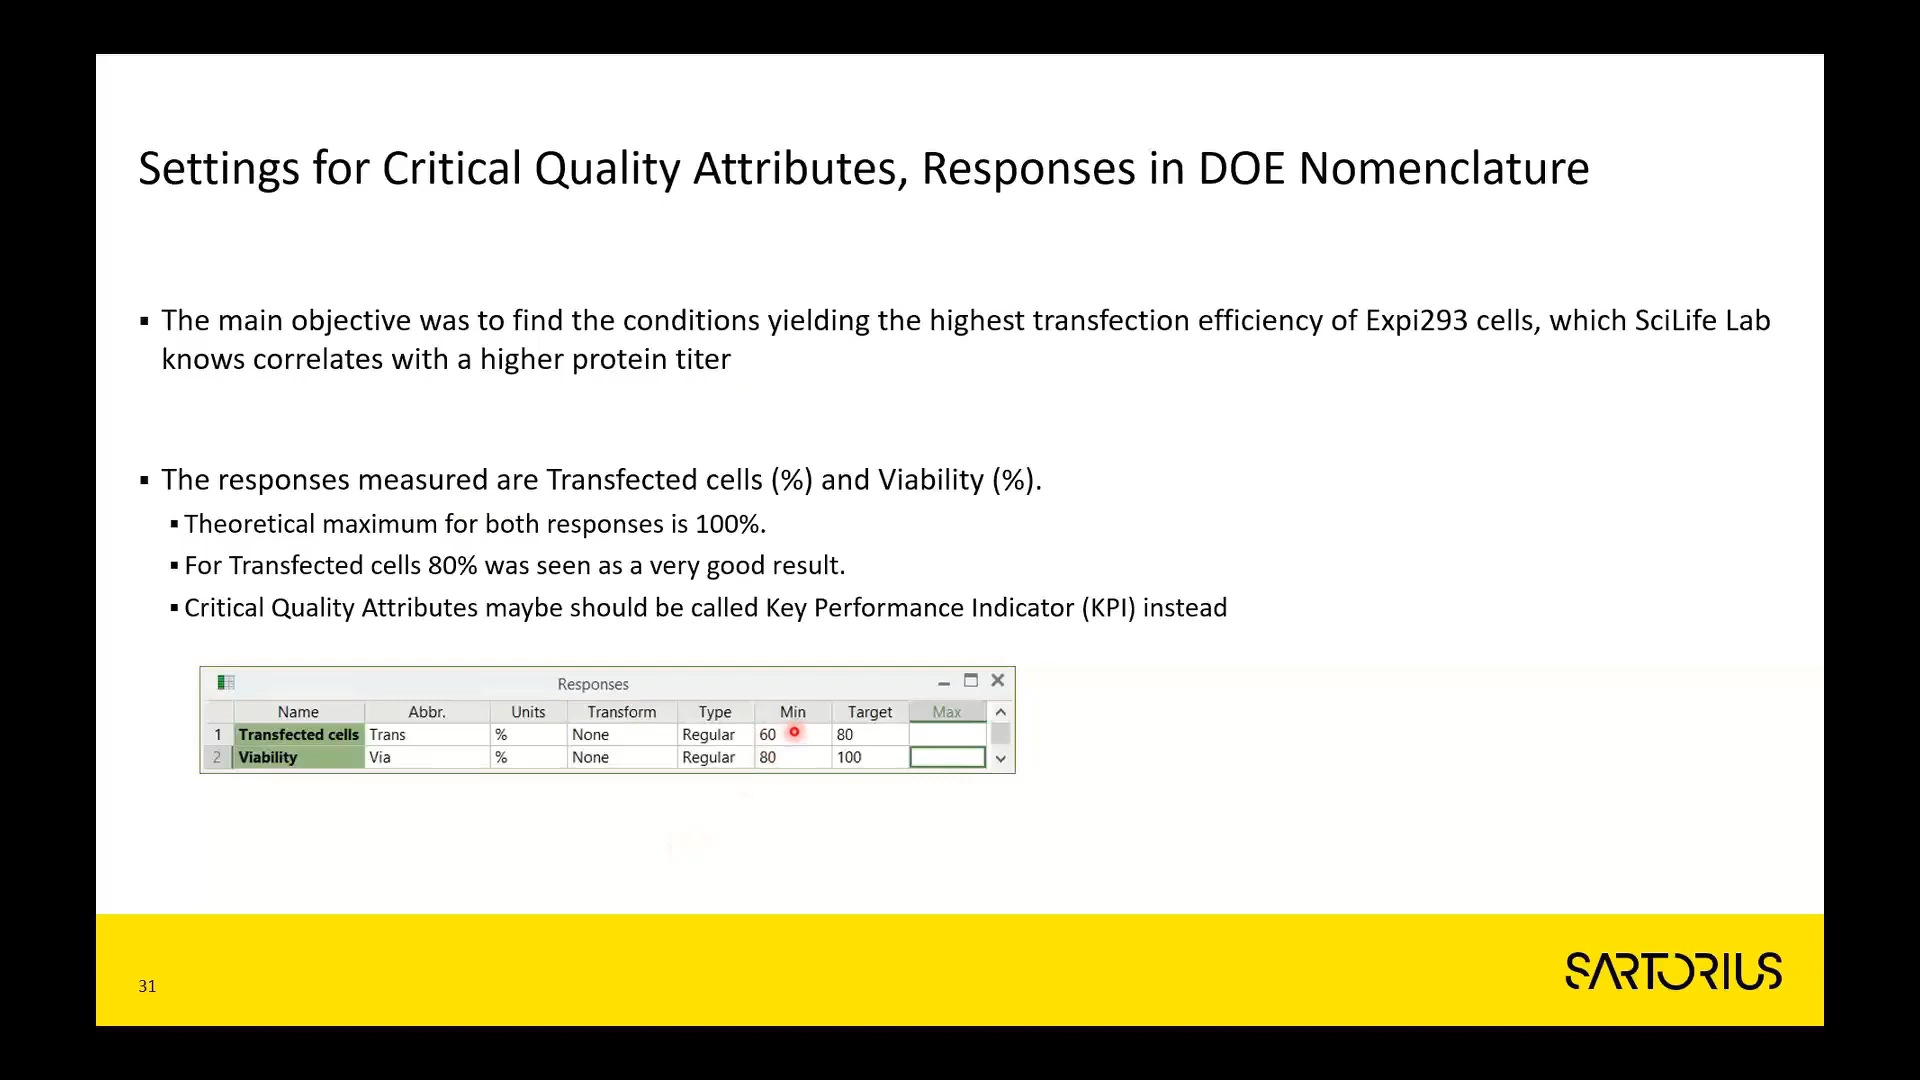 Settings for Critical Quality Attributes, Responses in DOE Nomenclature
▪ The main objective was to find the conditions yielding the highest transfection efficiency of Expi293 cells, which SciLife Lab
knows correlates with a higher protein titer
▪ The responses measured are Transfected cells (%) and Viability (%).
▪ Theoretical maximum for both responses is 100%.
▪ For Transfected cells 80% was seen as a very good result.
▪ Critical Quality Attributes maybe should be called Key Performance Indicator (KPI) instead
Responses
Name Abbr. Units Transform Type Min Target Max
1 Transfected cells Trans % None Regular 60 80
2 Viability Via % None Regular 80 100
31
SARTORIUS